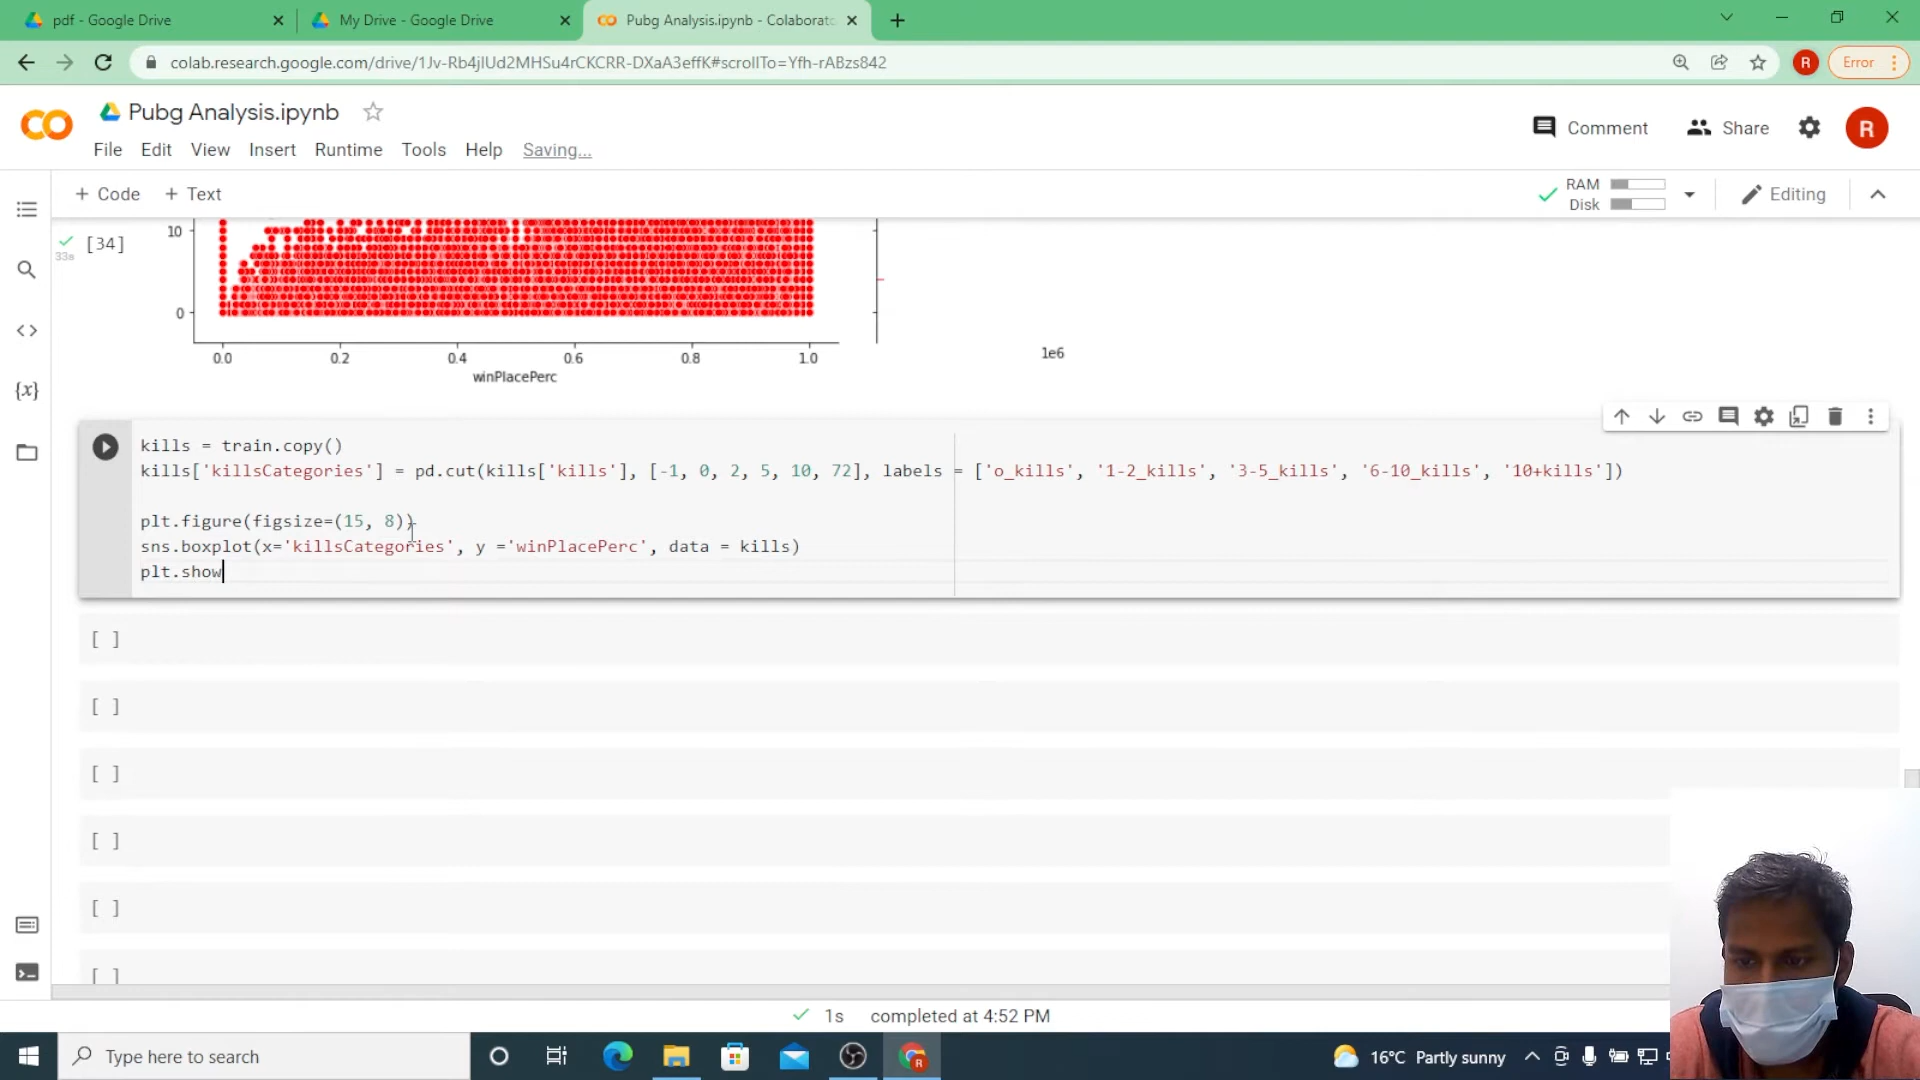 pdf - Google Drive
My Drive - Google Drive
Pubg Analysis.ipynb - Colaborato
colab.research.google.com/drive/1Jv-Rb4jlUd2MHSu4rCKCRR-DXaA3effK#scrollTo=Yfh-rABzs842
R
Error
CO
Pubg Analysis.ipynb
File Edit View Insert Runtime Tools Help Saving...
Comment
Share
R
+ Code + Text
RAM
Disk
Editing
[34]
33s
10
0
0.0 0.2 0.4 0.6 0.8 1.0
winPlacePerc
1e6
kills = train.copy()
kills['killsCategories'] = pd.cut(kills['kills'], [-1, 0, 2, 5, 10, 72], labels = ['o_kills', '1-2_kills', '3-5_kills', '6-10_kills', '10+kills'])
plt.figure(figsize=(15, 8))
sns.boxplot(x='killsCategories', y ='winPlacePerc', data = kills)
plt.show
[ ]
[ ]
[ ]
[ ]
[ ]
[ ]
{x}
1s completed at 4:52 PM
Type here to search
16°C Partly sunny